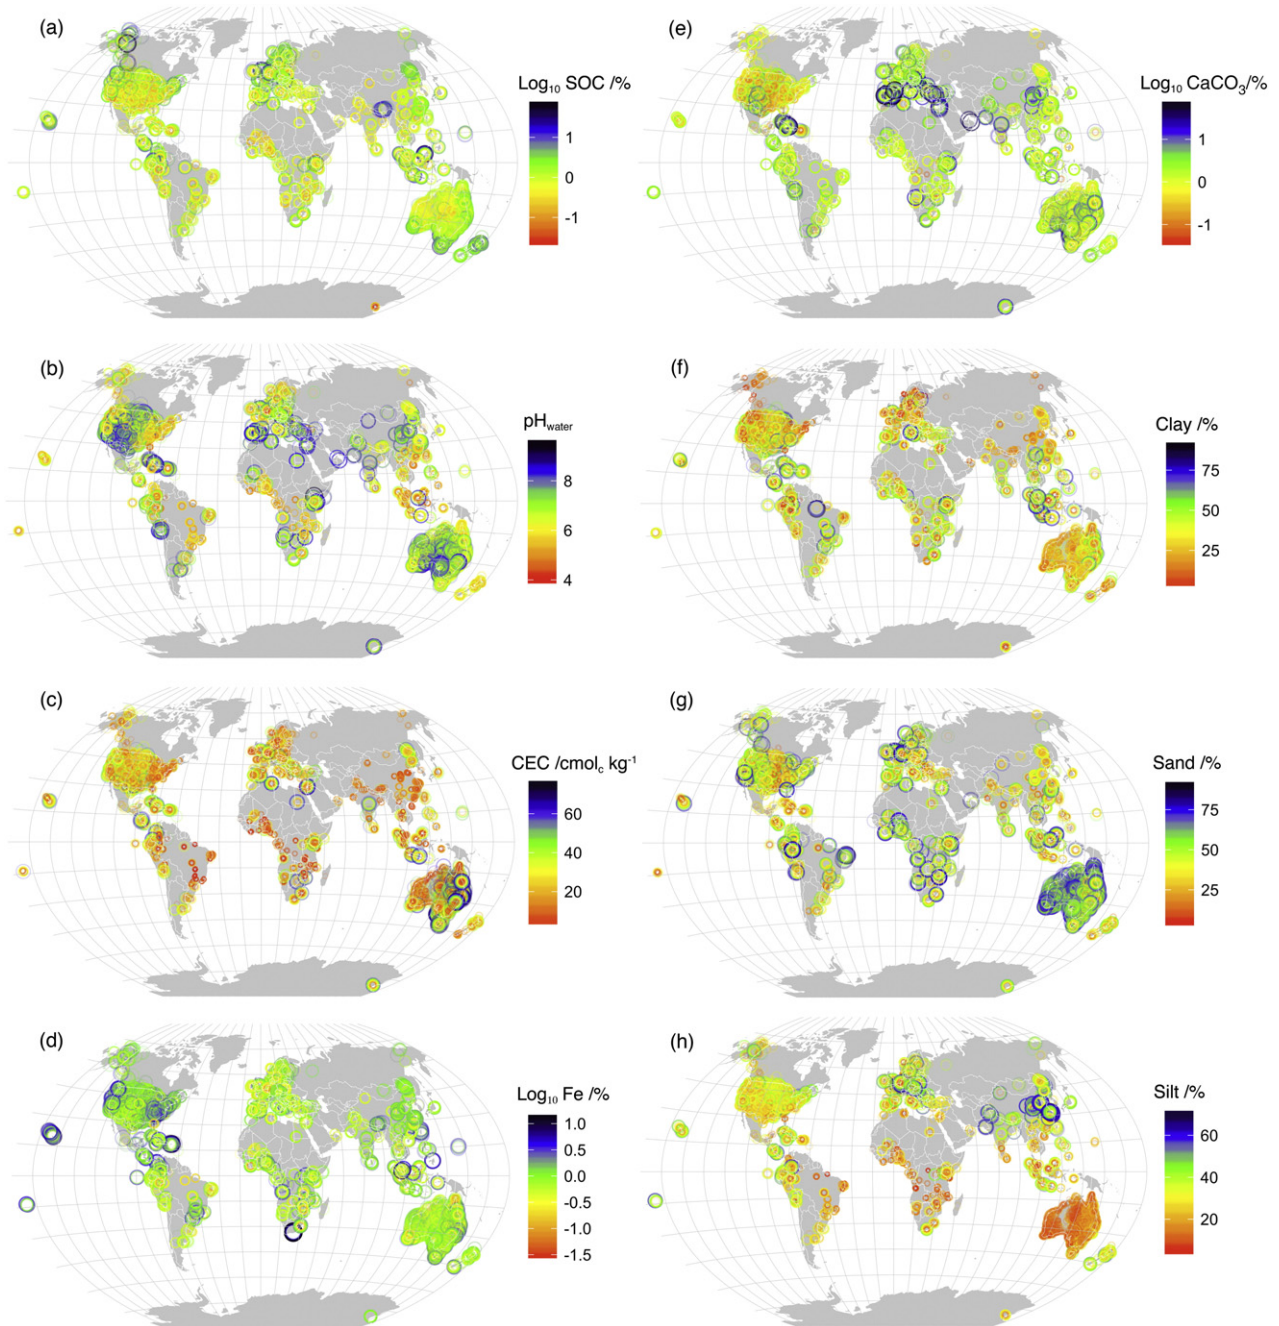 (a)
Log₁₀ SOC /%
1
0
-1
(e)
Log₁₀ CaCO₃/%
1
0
-1
(b)
pH_water
8
6
4
(f)
Clay /%
75
50
25
(c)
CEC /cmol_c kg⁻¹
60
40
20
(g)
Sand /%
75
50
25
(d)
Log₁₀ Fe /%
1.0
0.5
0.0
-0.5
-1.0
-1.5
(h)
Silt /%
60
40
20